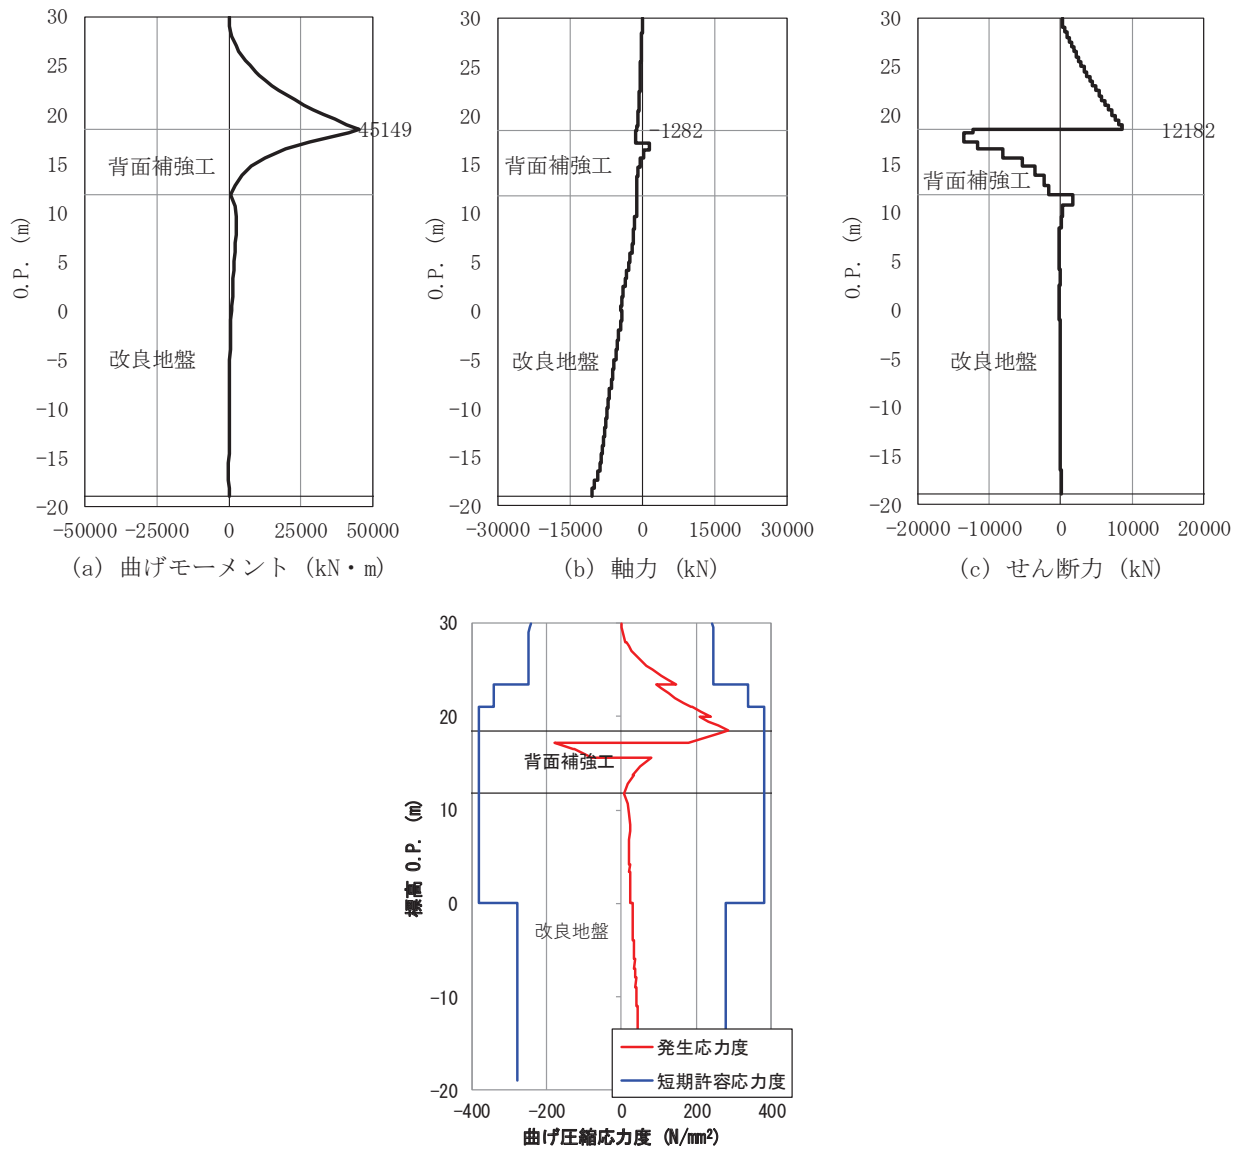 30
25
20
15
10
5
0
-5
-10
-15
-20
O.P. (m)
45149
背面補強工
改良地盤
-50000 -25000 0 25000 50000
(a) 曲げモーメント (kN・m)
30
25
20
15
10
5
0
-5
-10
-15
-20
O.P. (m)
-1282
背面補強工
改良地盤
-30000 -15000 0 15000 30000
(b) 軸力 (kN)
30
25
20
15
10
5
0
-5
-10
-15
-20
O.P. (m)
12182
背面補強工
改良地盤
-20000 -10000 0 10000 20000
(c) せん断力 (kN)
30
20
10
0
-10
-20
標高 O.P. (m)
背面補強工
改良地盤
発生応力度
短期許容応力度
-400 -200 0 200 400
曲げ圧縮応力度 (N/mm²)